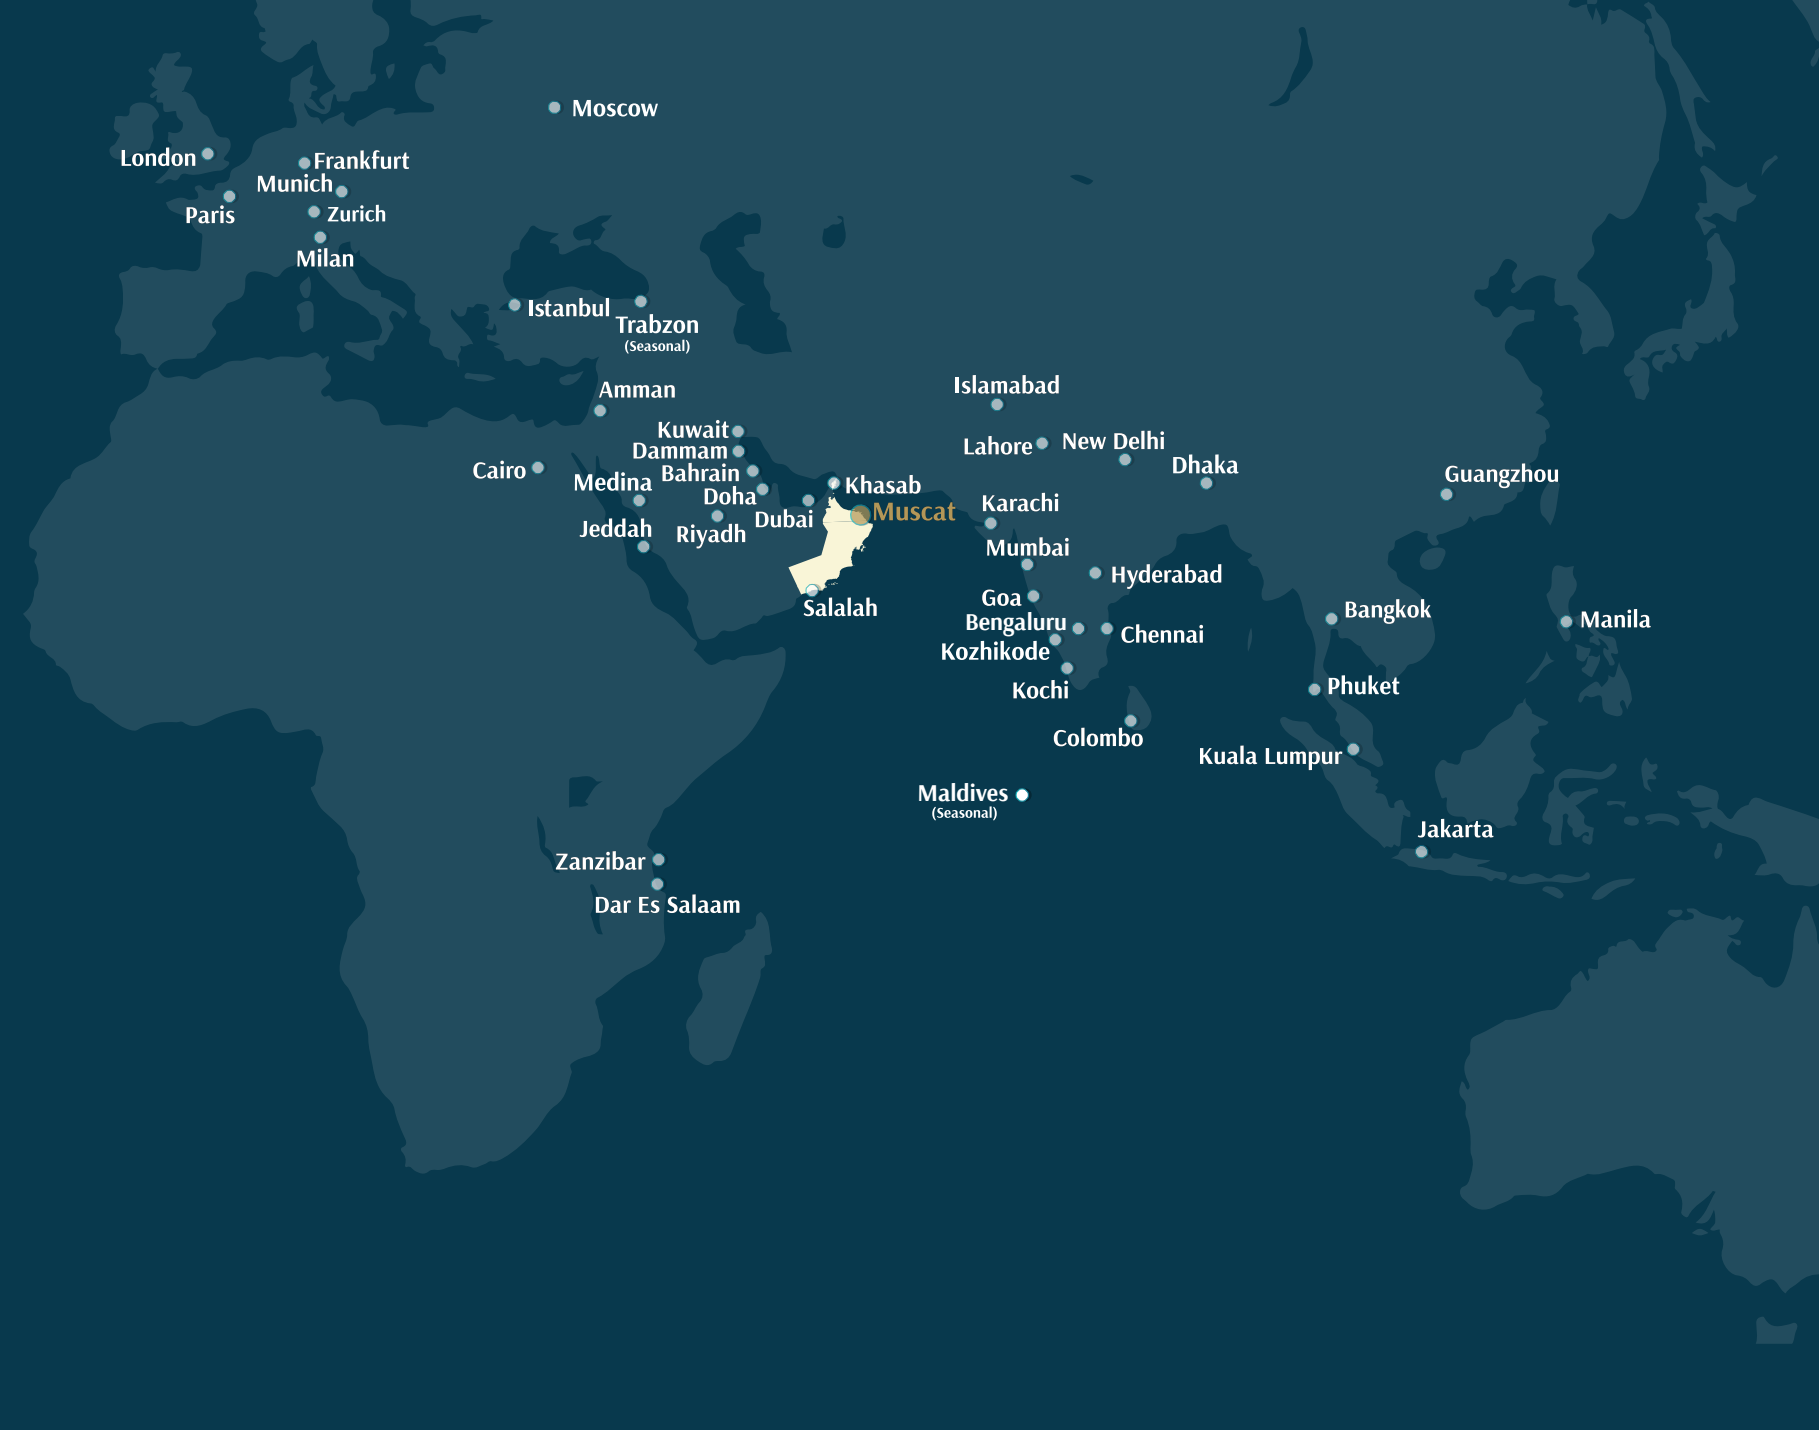 Moscow
London
Frankfurt
Munich
Paris
Zurich
Milan
Istanbul
Trabzon
(Seasonal)
Amman
Islamabad
Kuwait
Lahore
New Delhi
Dammam
Dhaka
Cairo
Bahrain
Guangzhou
Medina
Khasab
Doha
Karachi
Muscat
Dubai
Jeddah
Riyadh
Mumbai
Hyderabad
Goa
Salalah
Bangkok
Manila
Bengaluru
Chennai
Kozhikode
Phuket
Kochi
Colombo
Kuala Lumpur
Maldives
(Seasonal)
Jakarta
Zanzibar
Dar Es Salaam